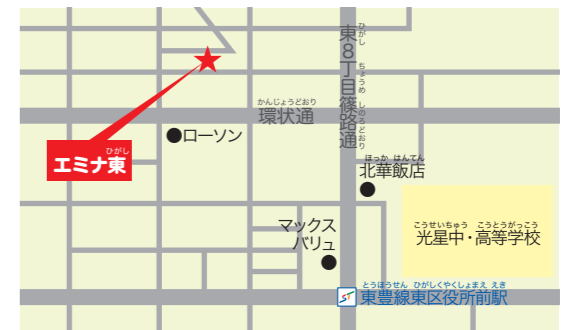 東8丁目篠路通
ひがし ちょうめ しのろどおり
かんじょうどおり
環状通
ローソン
ひがし
エミナ東
ほっか はんてん
北華飯店
こうせいちゅう こうとうがっこう
光星中・高等学校
マックス
バリュ
とうほうせん ひがしくやくしょまえ えき
東豊線東区役所前駅
ST